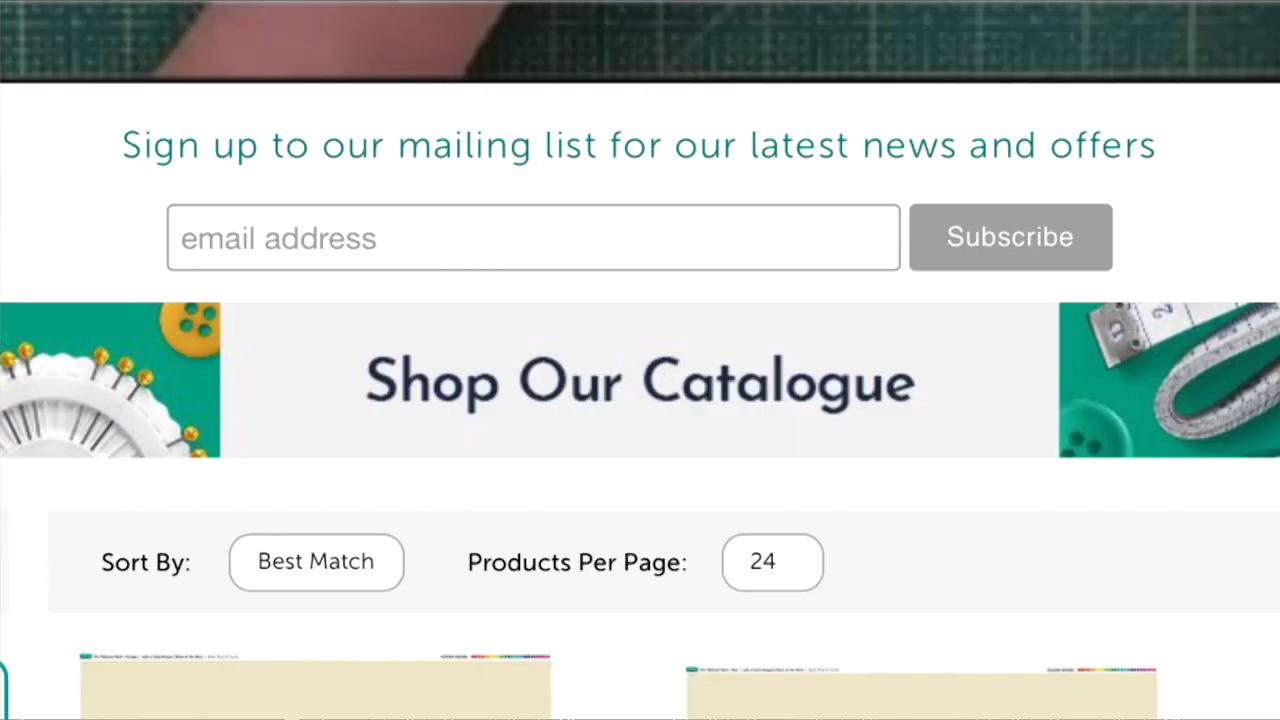 Sign up to our mailing list for our latest news and offers
email address
Subscribe
Shop Our Catalogue
Sort By:
Best Match
Products Per Page:
24